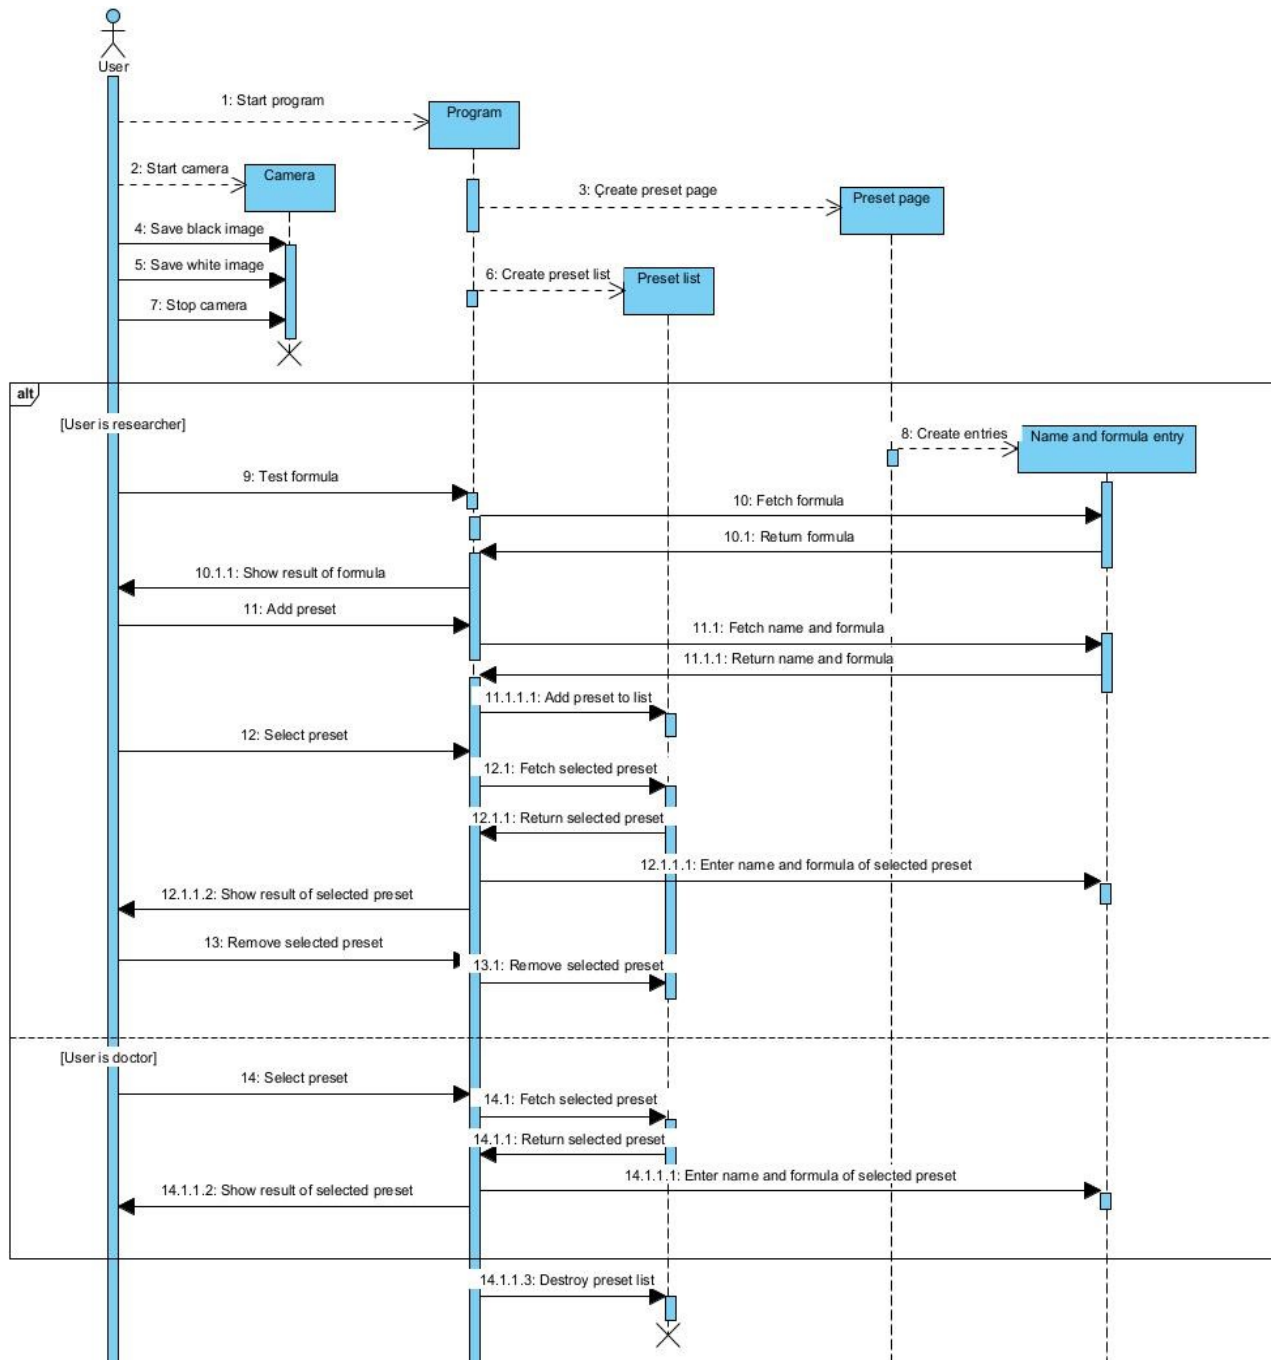 User
1: Start program
Program
2: Start camera
Camera
3: Create preset page
Preset page
4: Save black image
5: Save white image
6: Create preset list
Preset list
7: Stop camera
alt
[User is researcher]
8: Create entries
Name and formula entry
9: Test formula
10: Fetch formula
10.1: Return formula
10.1.1: Show result of formula
11: Add preset
11.1: Fetch name and formula
11.1.1: Return name and formula
11.1.1.1: Add preset to list
12: Select preset
12.1: Fetch selected preset
12.1.1: Return selected preset
12.1.1.1: Enter name and formula of selected preset
12.1.1.2: Show result of selected preset
13: Remove selected preset
13.1: Remove selected preset
[User is doctor]
14: Select preset
14.1: Fetch selected preset
14.1.1: Return selected preset
14.1.1.1: Enter name and formula of selected preset
14.1.1.2: Show result of selected preset
14.1.1.3: Destroy preset list